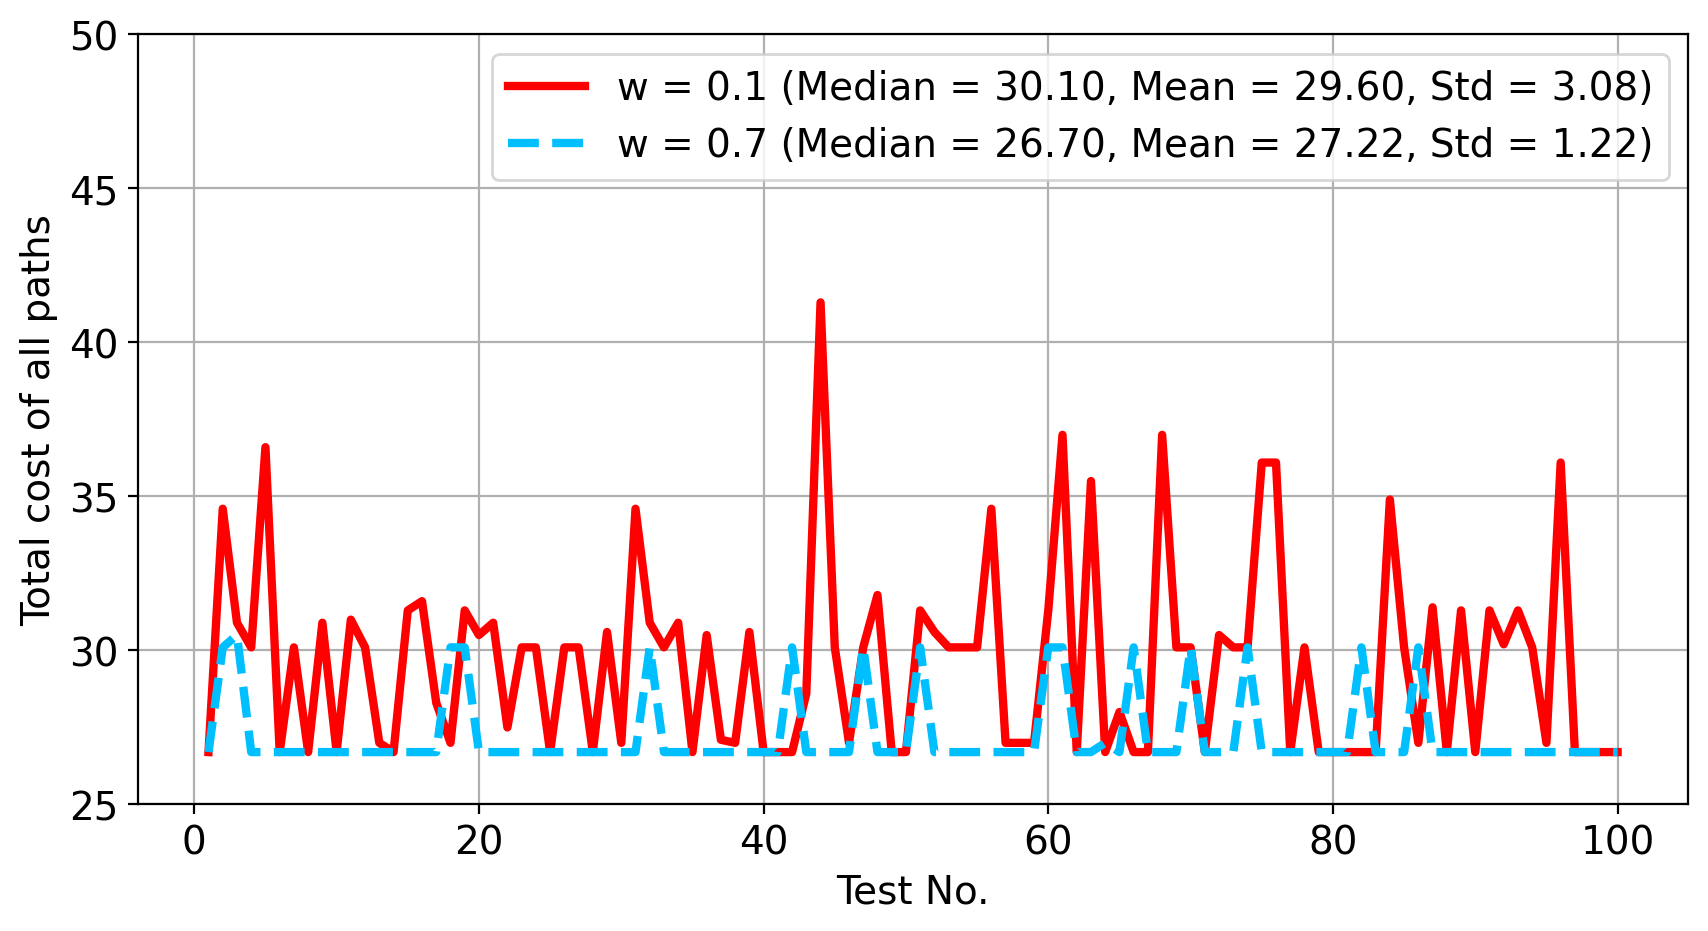 50
45
40
35
30
25
Total cost of all paths
w = 0.1 (Median = 30.10, Mean = 29.60, Std = 3.08)
w = 0.7 (Median = 26.70, Mean = 27.22, Std = 1.22)
0 20 40 60 80 100
Test No.